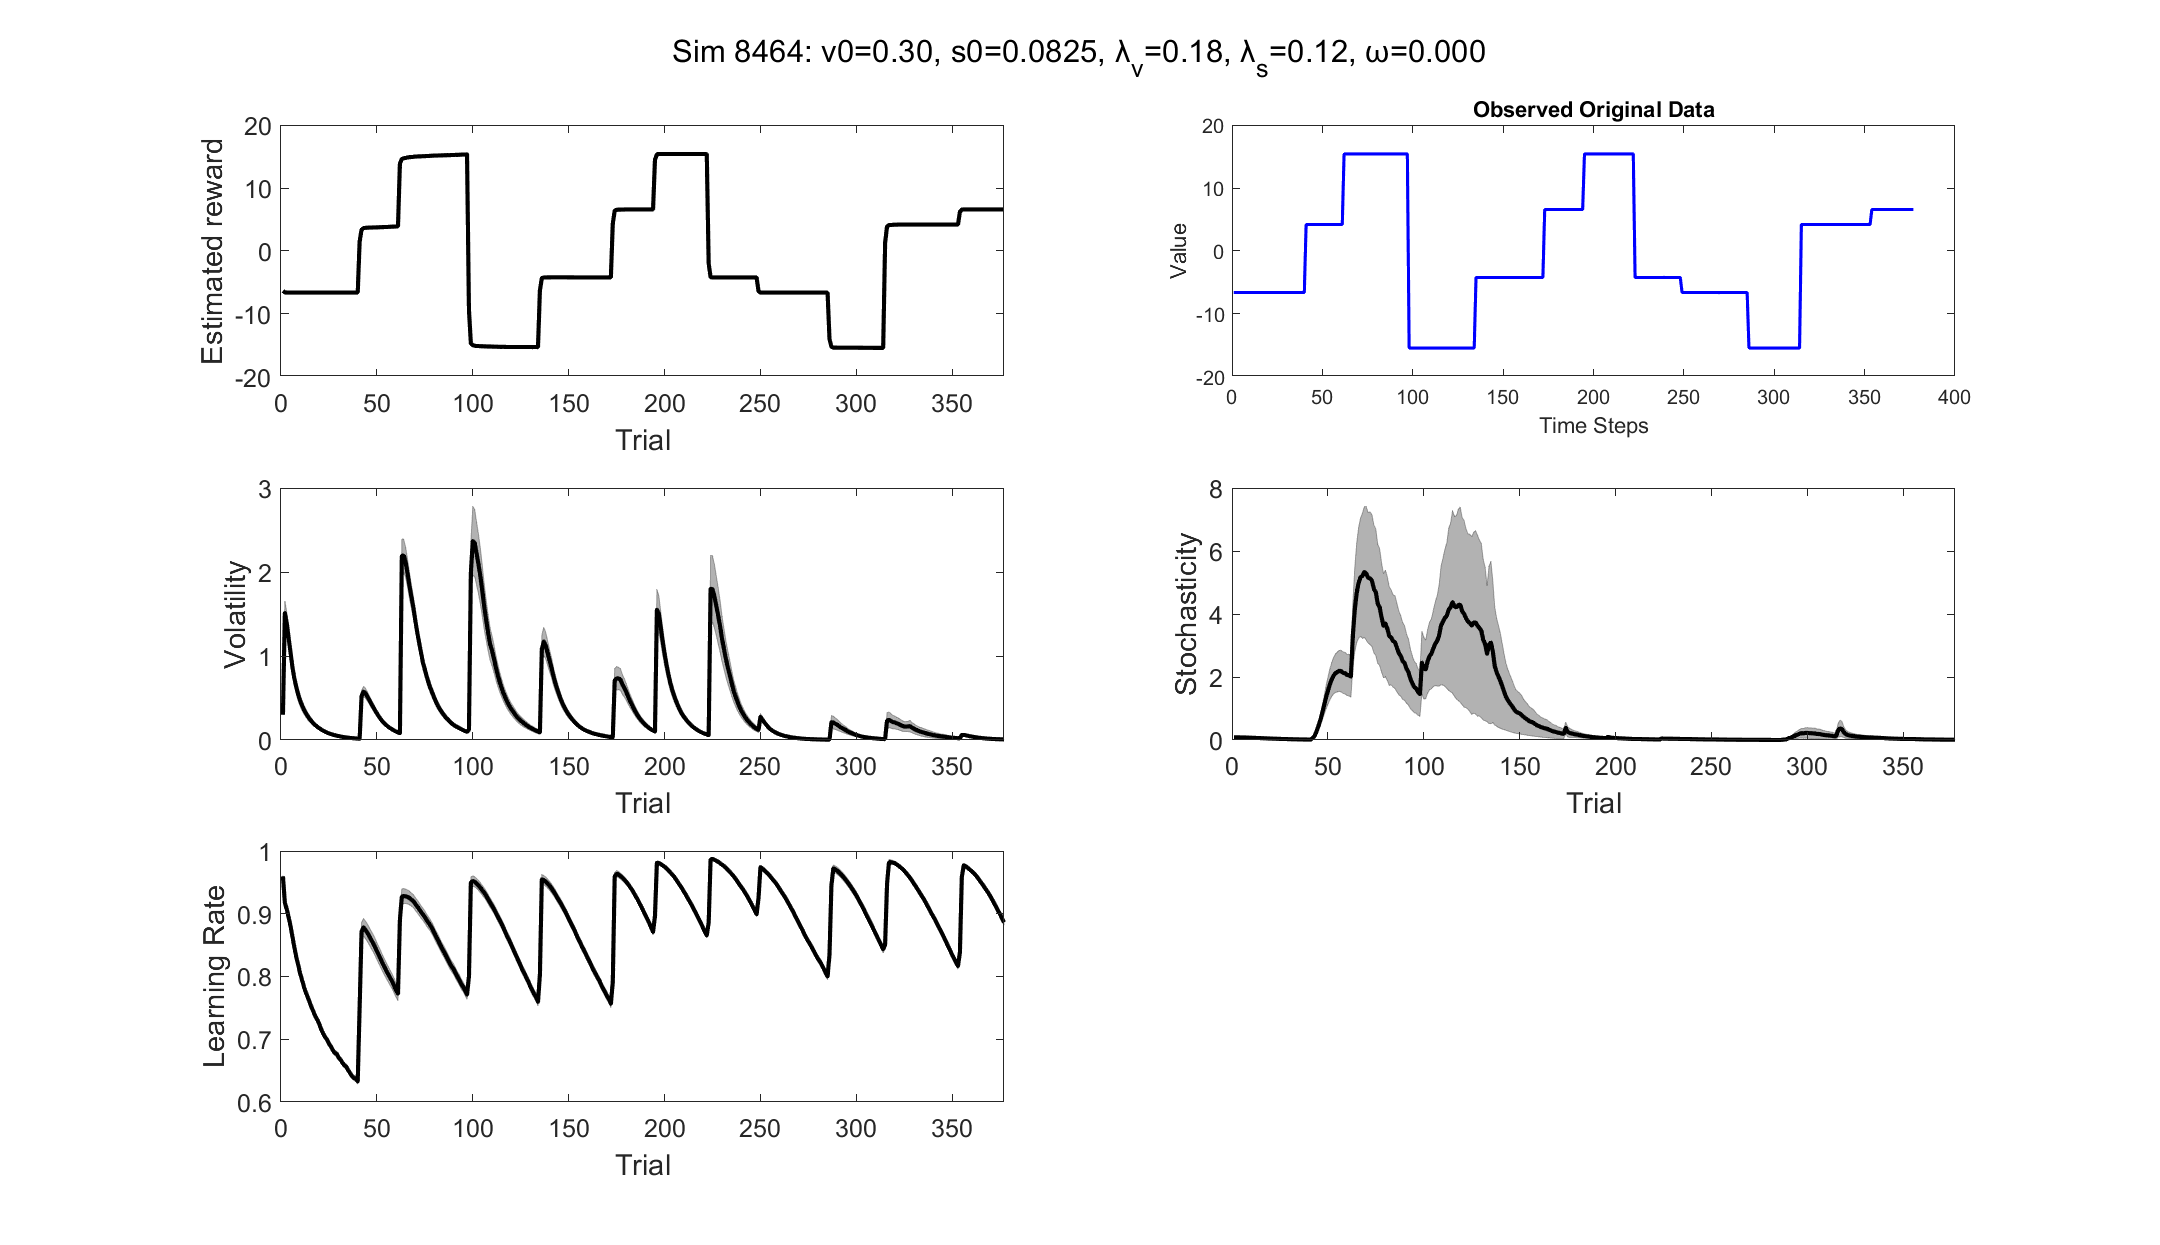 Sim 8464: v0=0.30, s0=0.0825, λv=0.18, λs=0.12, ω=0.000
Estimated reward
20
10
0
-10
-20
0 50 100 150 200 250 300 350
Trial
Observed Original Data
Value
20
10
0
-10
-20
0 50 100 150 200 250 300 350 400
Time Steps
Volatility
3
2
1
0
0 50 100 150 200 250 300 350
Trial
Stochasticity
8
6
4
2
0
0 50 100 150 200 250 300 350
Trial
Learning Rate
1
0.9
0.8
0.7
0.6
0 50 100 150 200 250 300 350
Trial